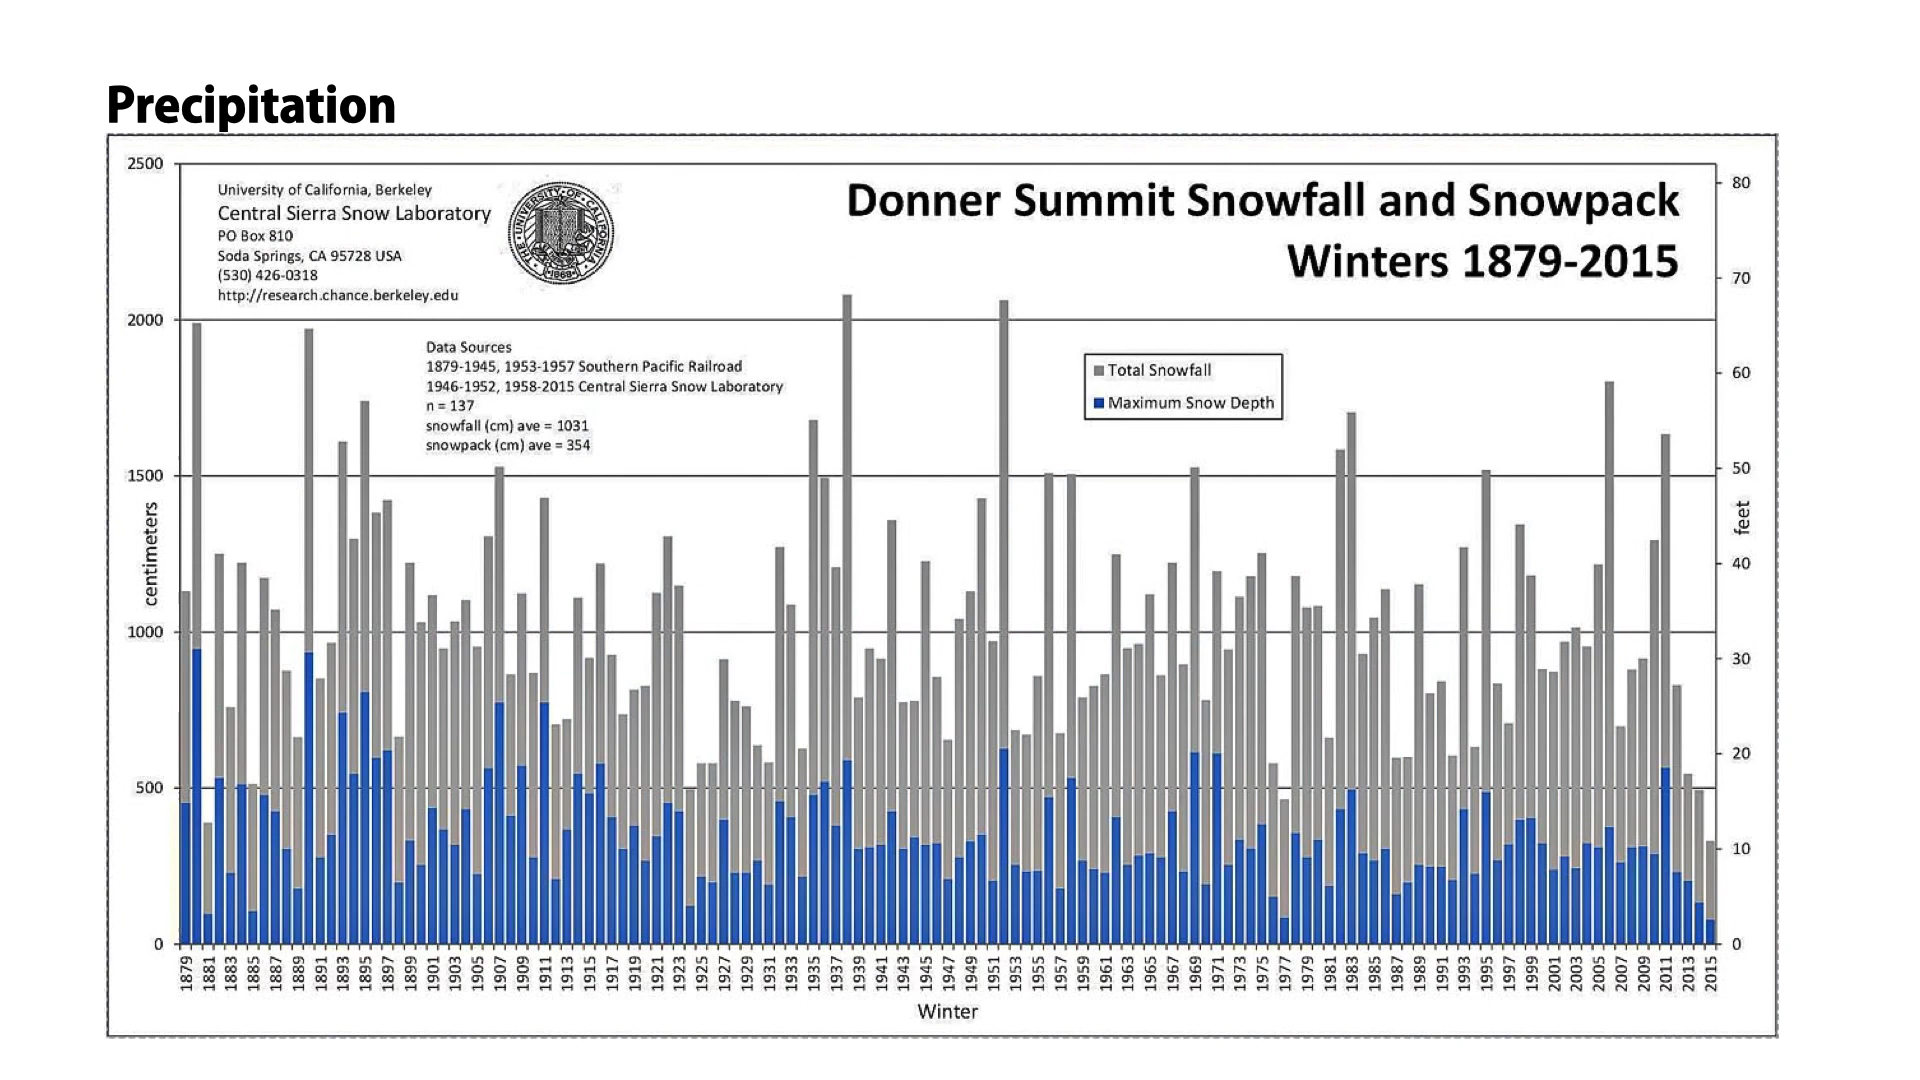 Precipitation
University of California, Berkeley
Central Sierra Snow Laboratory
PO Box 810
Soda Springs, CA 95728 USA
(530) 426-0318
http://research.chance.berkeley.edu
THE·UNIVERSITY·OF·CALIFORNIA·
·1868·
Donner Summit Snowfall and Snowpack
Winters 1879-2015
Data Sources
1879-1945, 1953-1957 Southern Pacific Railroad
1946-1952, 1958-2015 Central Sierra Snow Laboratory
n = 137
snowfall (cm) ave = 1031
snowpack (cm) ave = 354
Total Snowfall
Maximum Snow Depth
centimeters
2500
2000
1500
1000
500
0
feet
80
70
60
50
40
30
20
10
0
1879 1881 1883 1885 1887 1889 1891 1893 1895 1897 1899 1901 1903 1905 1907 1909 1911 1913 1915 1917 1919 1921 1923 1925 1927 1929 1931 1933 1935 1937 1939 1941 1943 1945 1947 1949 1951 1953 1955 1957 1959 1961 1963 1965 1967 1969 1971 1973 1975 1977 1979 1981 1983 1985 1987 1989 1991 1993 1995 1997 1999 2001 2003 2005 2007 2009 2011 2013 2015
Winter